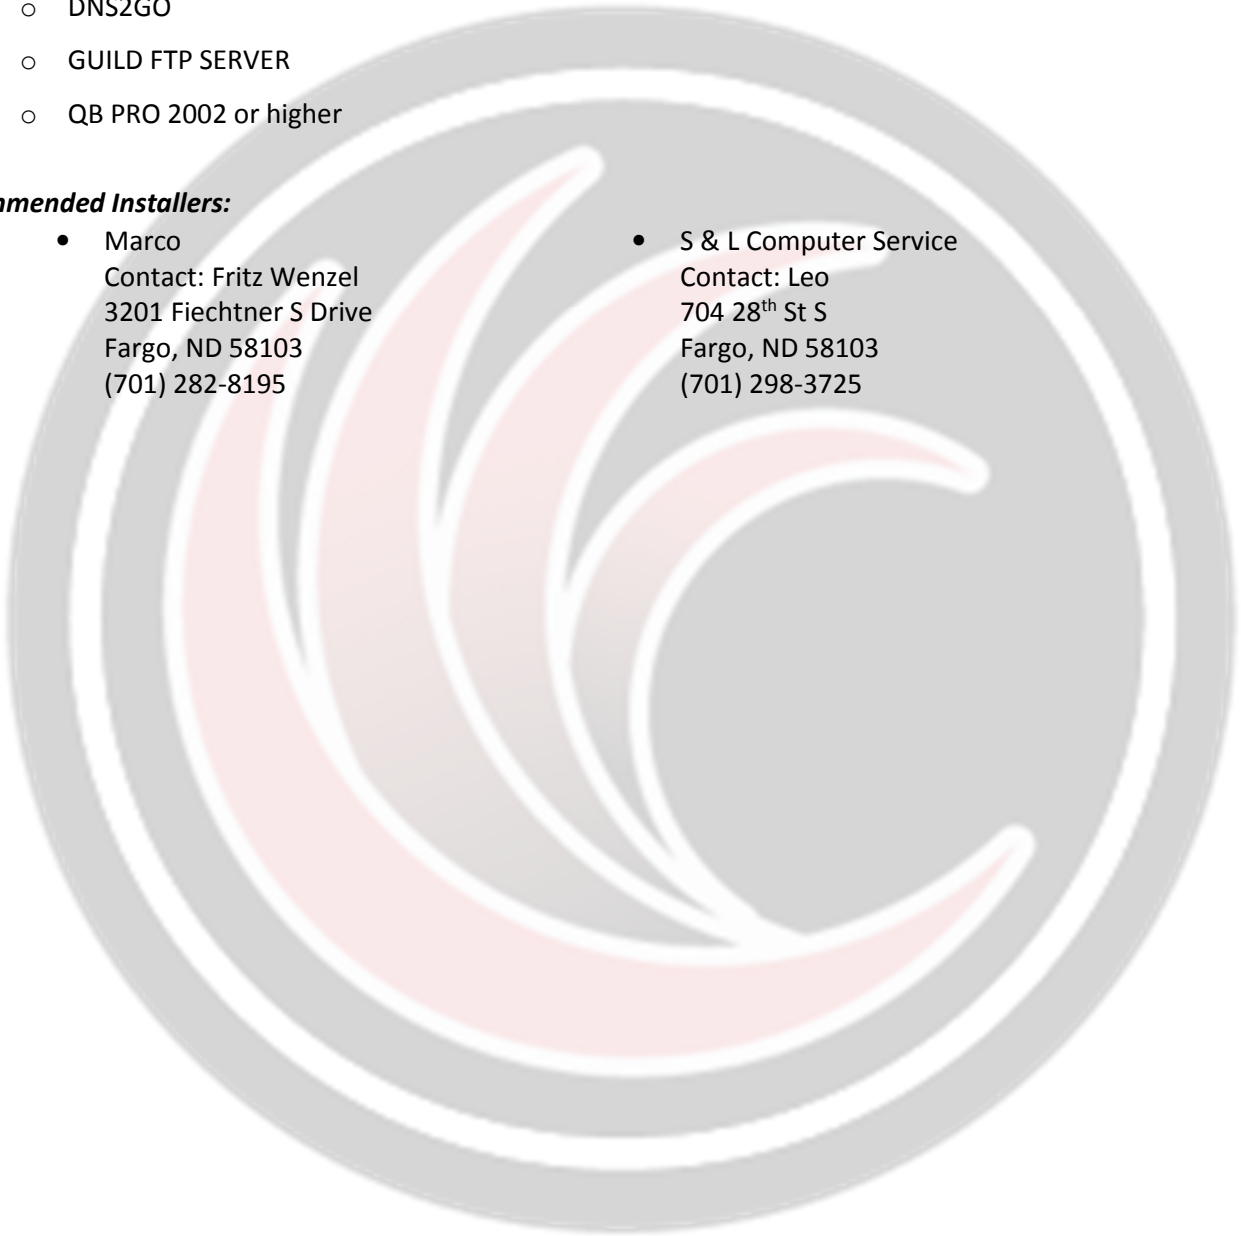 o DNS2GO
o GUILD FTP SERVER
o QB PRO 2002 or higher
mmended Installers:
• Marco
Contact: Fritz Wenzel
3201 Fiechtner S Drive
Fargo, ND 58103
(701) 282-8195
• S & L Computer Service
Contact: Leo
704 28th St S
Fargo, ND 58103
(701) 298-3725